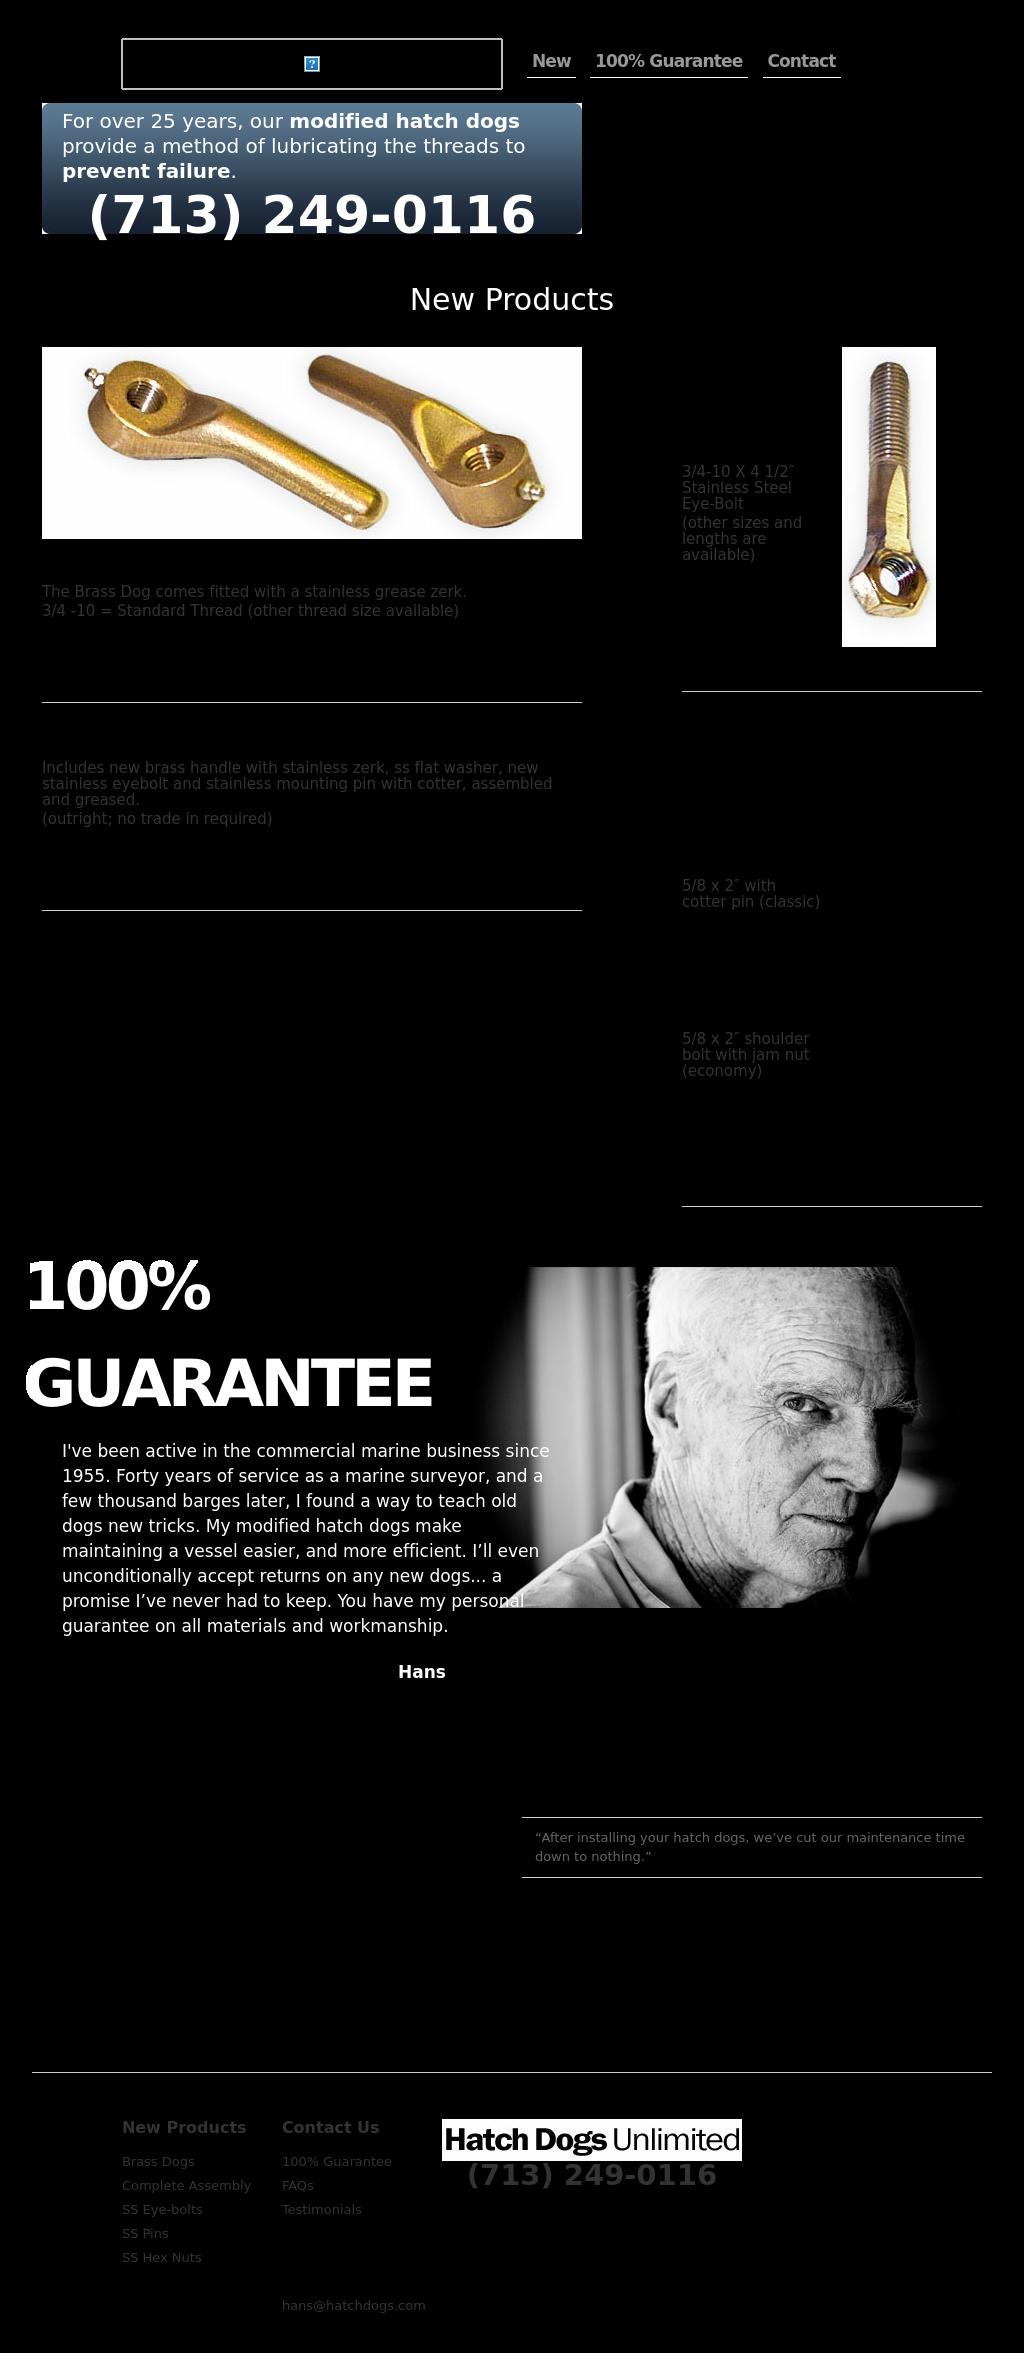 New 100% Guarantee Contact
For over 25 years, our modified hatch dogs
provide a method of lubricating the threads to
prevent failure.
(713) 249-0116
New Products
3/4-10 X 4 1/2″
Stainless Steel
Eye-Bolt
(other sizes and
lengths are
available)
The Brass Dog comes fitted with a stainless grease zerk.
3/4 -10 = Standard Thread (other thread size available)
Includes new brass handle with stainless zerk, ss flat washer, new
stainless eyebolt and stainless mounting pin with cotter, assembled
and greased.
(outright; no trade in required)
5/8 x 2″ with
cotter pin (classic)
5/8 x 2″ shoulder
bolt with jam nut
(economy)
100%
GUARANTEE
I've been active in the commercial marine business since
1955. Forty years of service as a marine surveyor, and a
few thousand barges later, I found a way to teach old
dogs new tricks. My modified hatch dogs make
maintaining a vessel easier, and more efficient. I’ll even
unconditionally accept returns on any new dogs... a
promise I’ve never had to keep. You have my personal
guarantee on all materials and workmanship.
Hans
“After installing your hatch dogs, we’ve cut our maintenance time
down to nothing.”
New Products
Brass Dogs
Complete Assembly
SS Eye-bolts
SS Pins
SS Hex Nuts
Contact Us
100% Guarantee
FAQs
Testimonials
hans@hatchdogs.com
Hatch Dogs Unlimited
(713) 249-0116